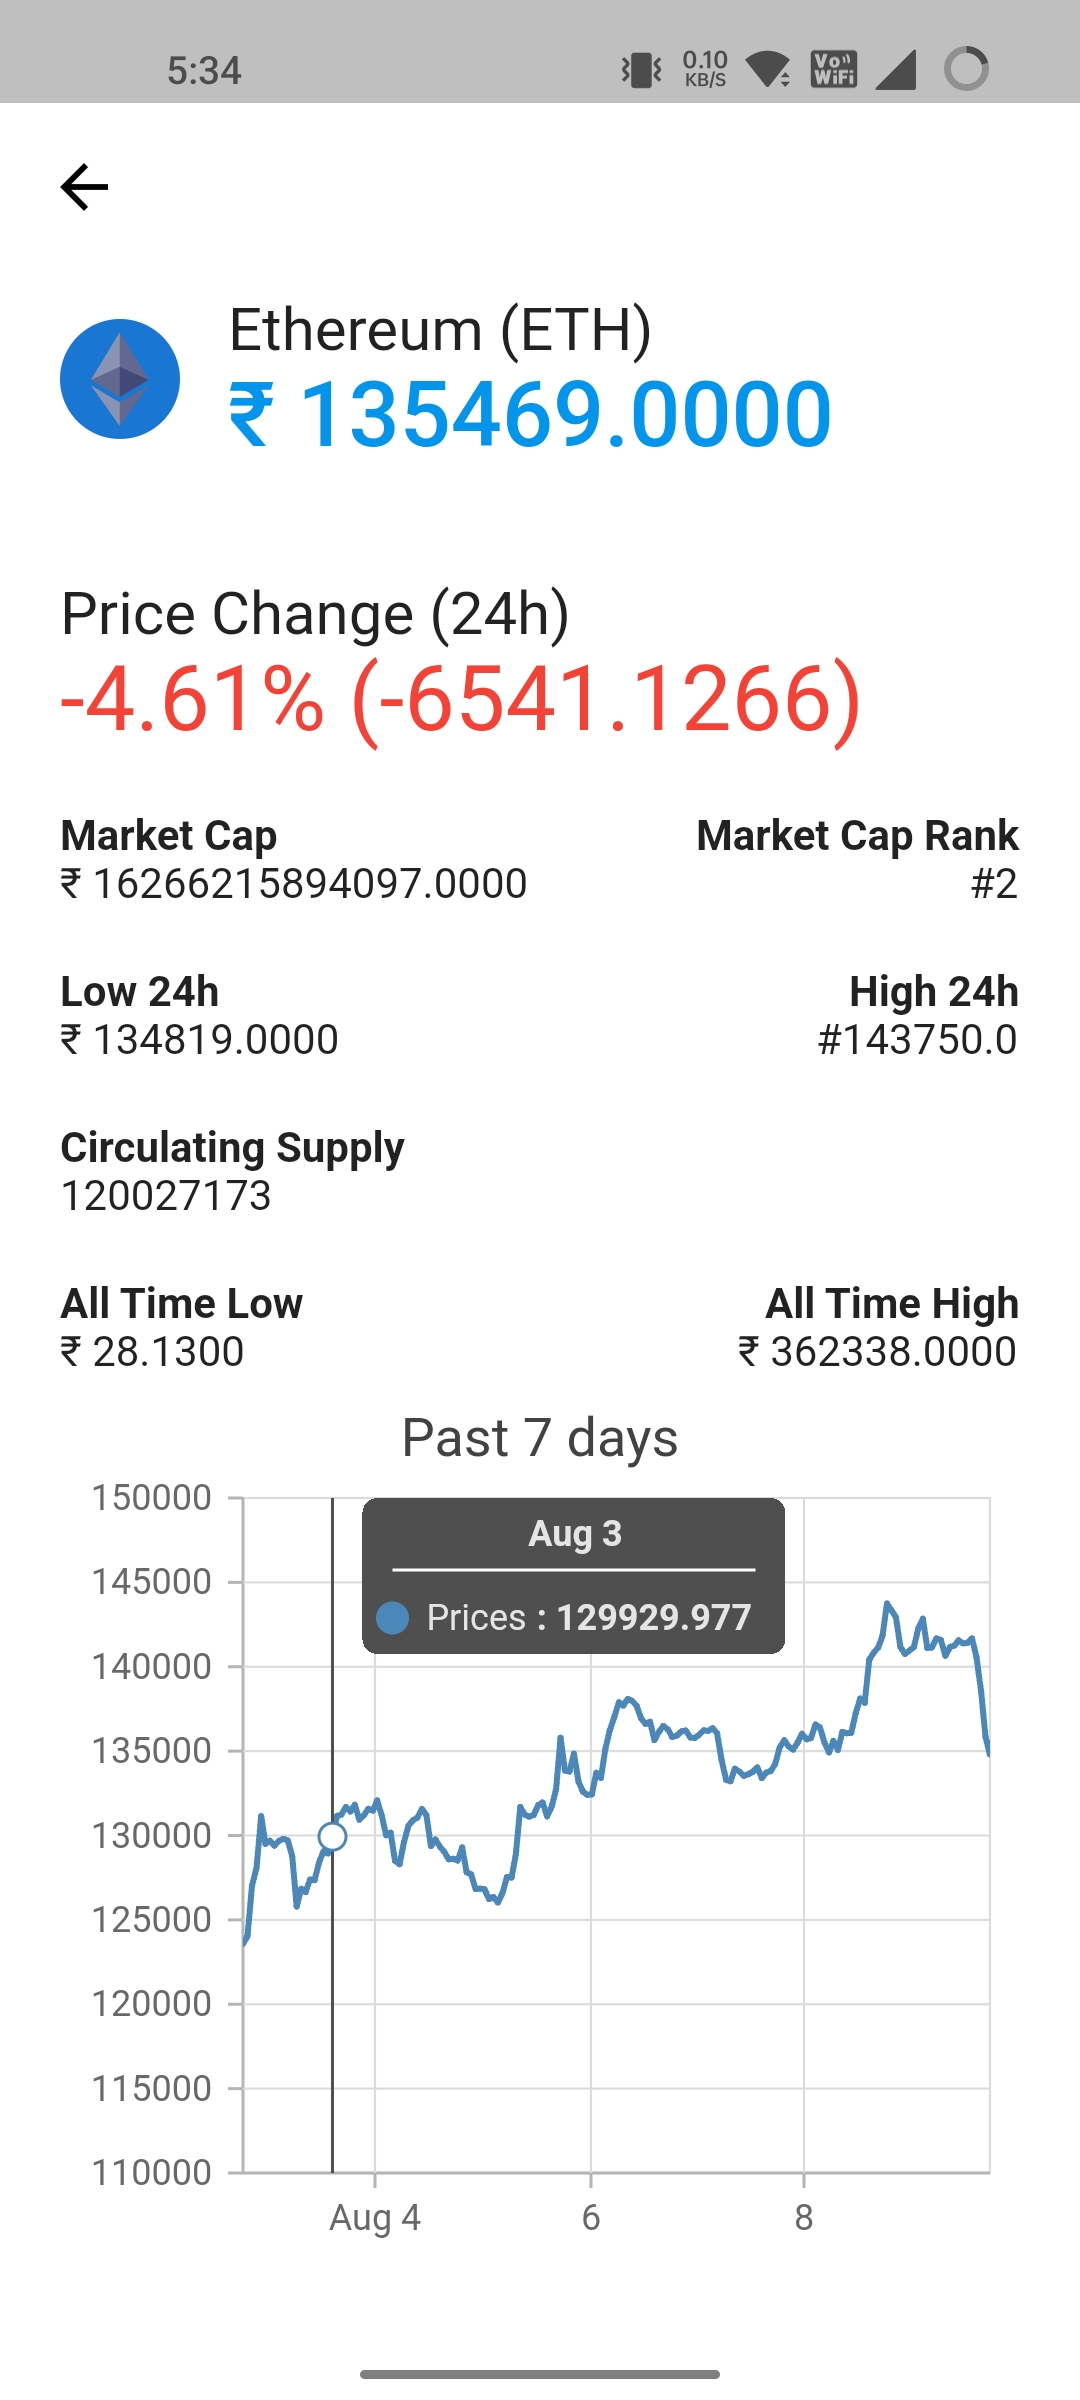 5:34
0.10
KB/S
Vo
WiFi
Ethereum (ETH)
₹ 135469.0000
Price Change (24h)
-4.61% (-6541.1266)
Market Cap Market Cap Rank
₹ 16266215894097.0000 #2
Low 24h High 24h
₹ 134819.0000 #143750.0
Circulating Supply
120027173
All Time Low All Time High
₹ 28.1300 ₹ 362338.0000
Past 7 days
150000
Aug 3
145000
Prices : 129929.977
140000
135000
130000
125000
120000
115000
110000
Aug 4 6 8